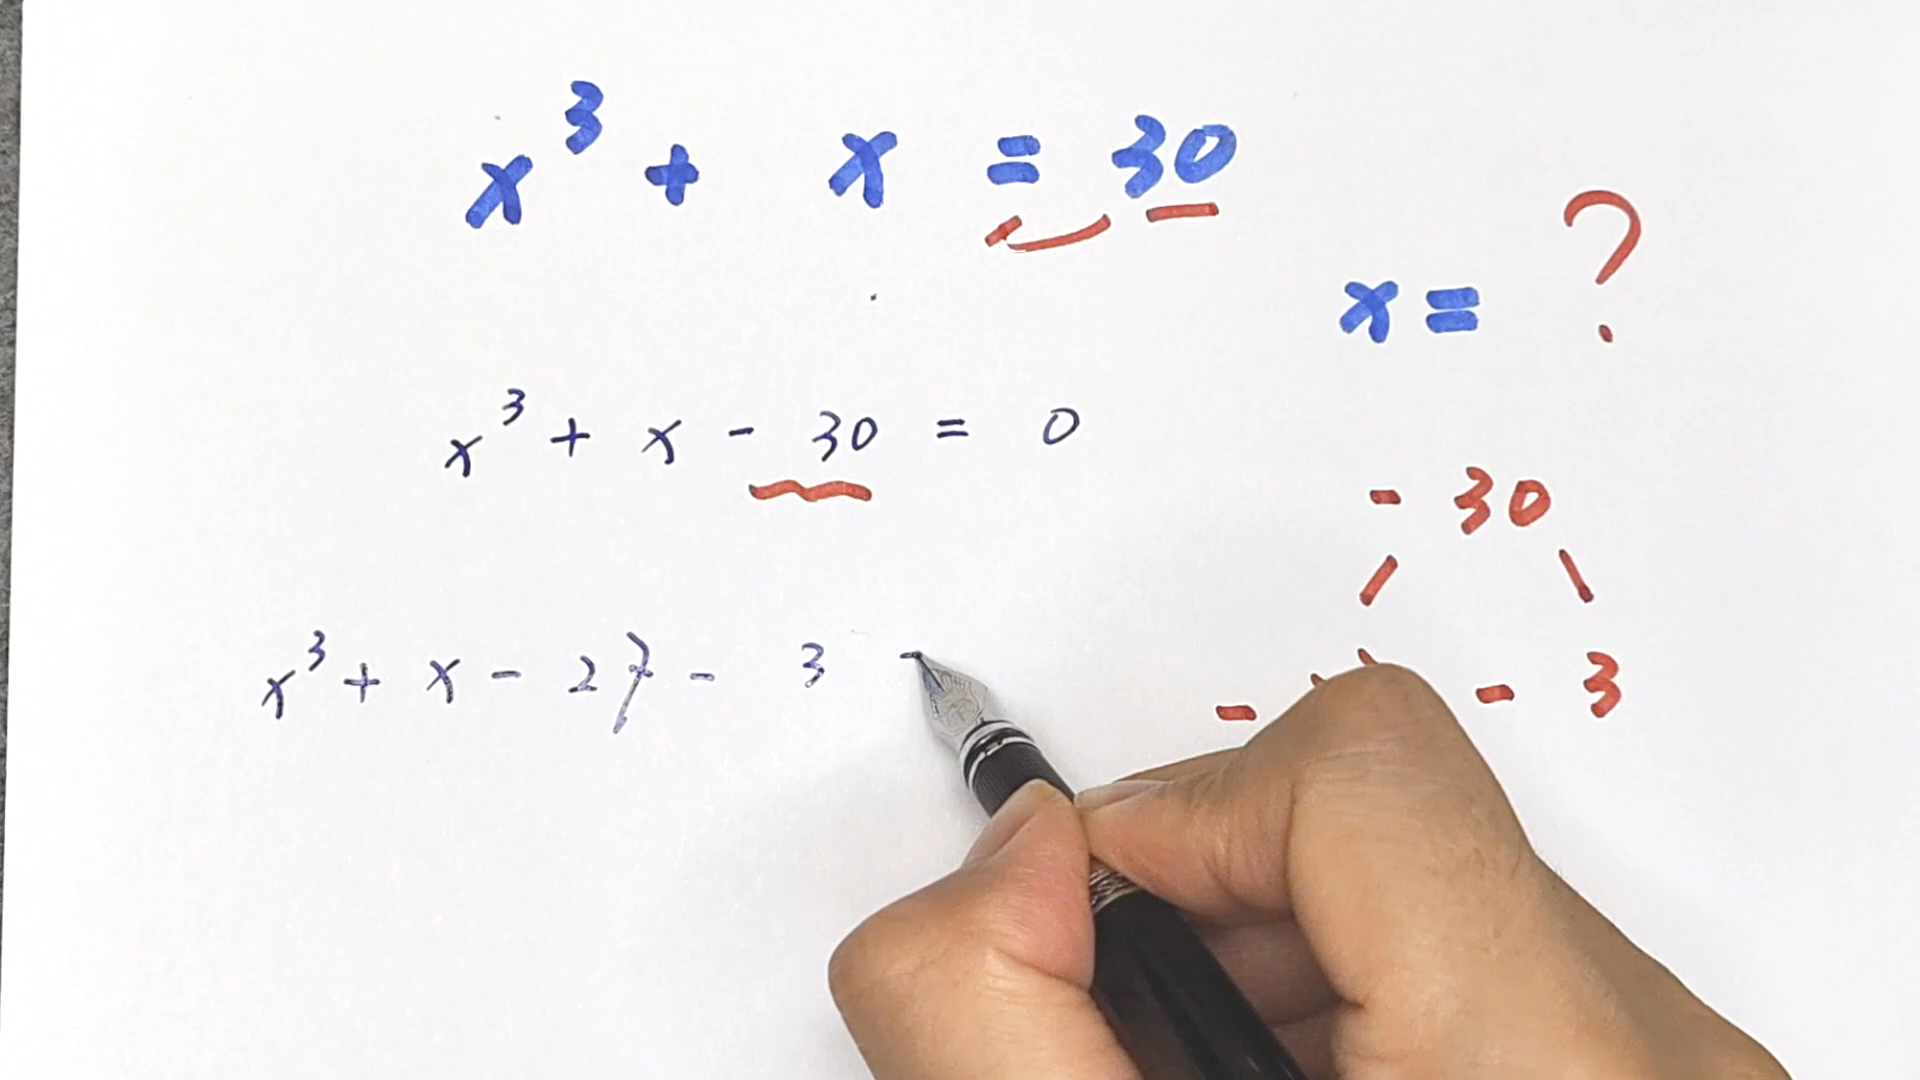 x³ + x = 30
x = ?
x³ + x - 30 = 0
- 30
x³ + x - 27 - 3
- 3